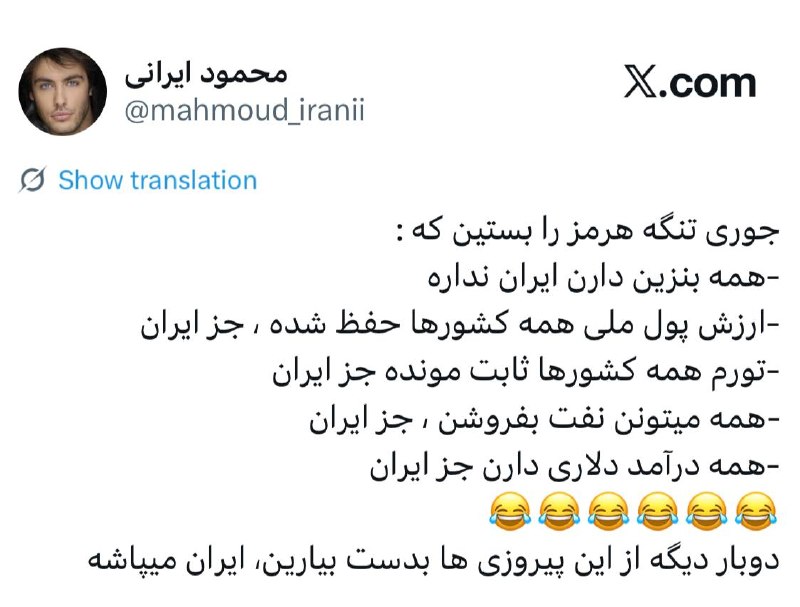 محمود ایرانی
@mahmoud_iranii
X.com
Show translation
جوری تنگه هرمز را بستین که :
-همه بنزین دارن ایران نداره
-ارزش پول ملی همه کشورها حفظ شده ، جز ایران
-تورم همه کشورها ثابت مونده جز ایران
-همه میتونن نفت بفروشن ، جز ایران
-همه درآمد دلاری دارن جز ایران
😂😂😂😂😂😂
دوبار دیگه از این پیروزی ها بدست بیارین، ایران میپاشه